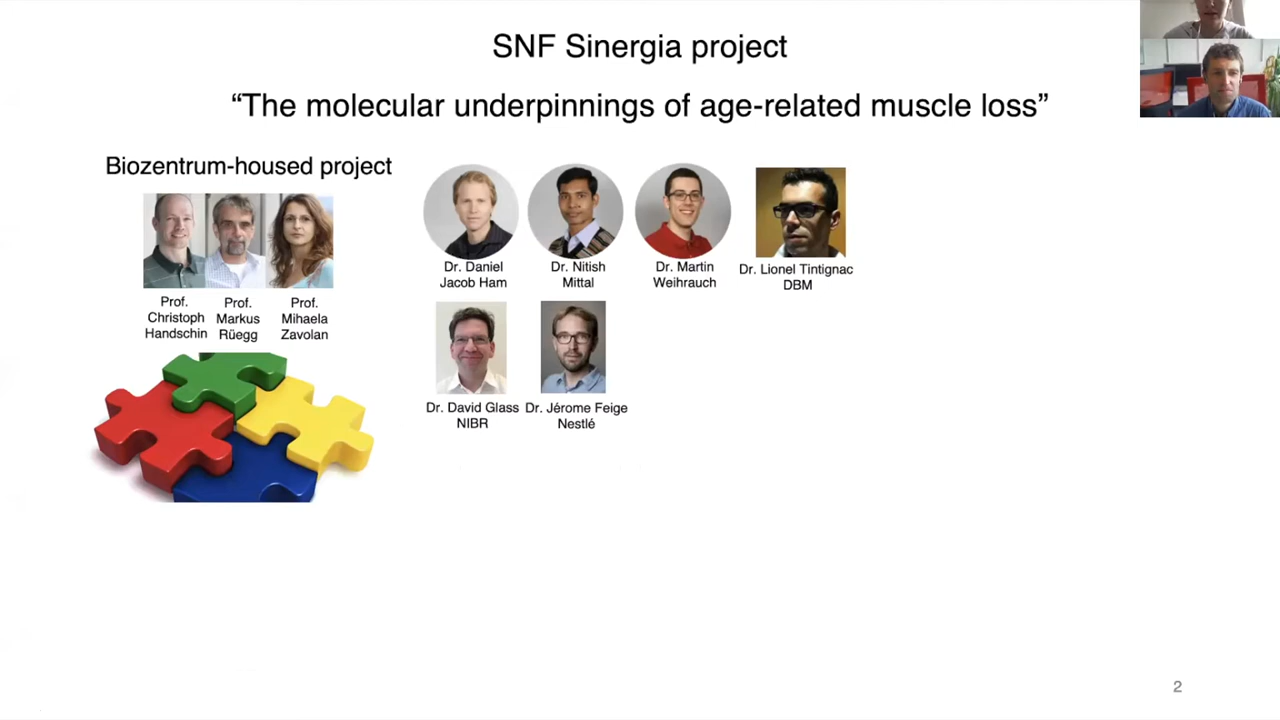 SNF Sinergia project
“The molecular underpinnings of age-related muscle loss”
Biozentrum-housed project
Prof.
Christoph
Handschin
Prof.
Markus
Rüegg
Prof.
Mihaela
Zavolan
Dr. Daniel
Jacob Ham
Dr. Nitish
Mittal
Dr. Martin
Weihrauch
Dr. Lionel Tintignac
DBM
Dr. David Glass
NIBR
Dr. Jérome Feige
Nestlé
2